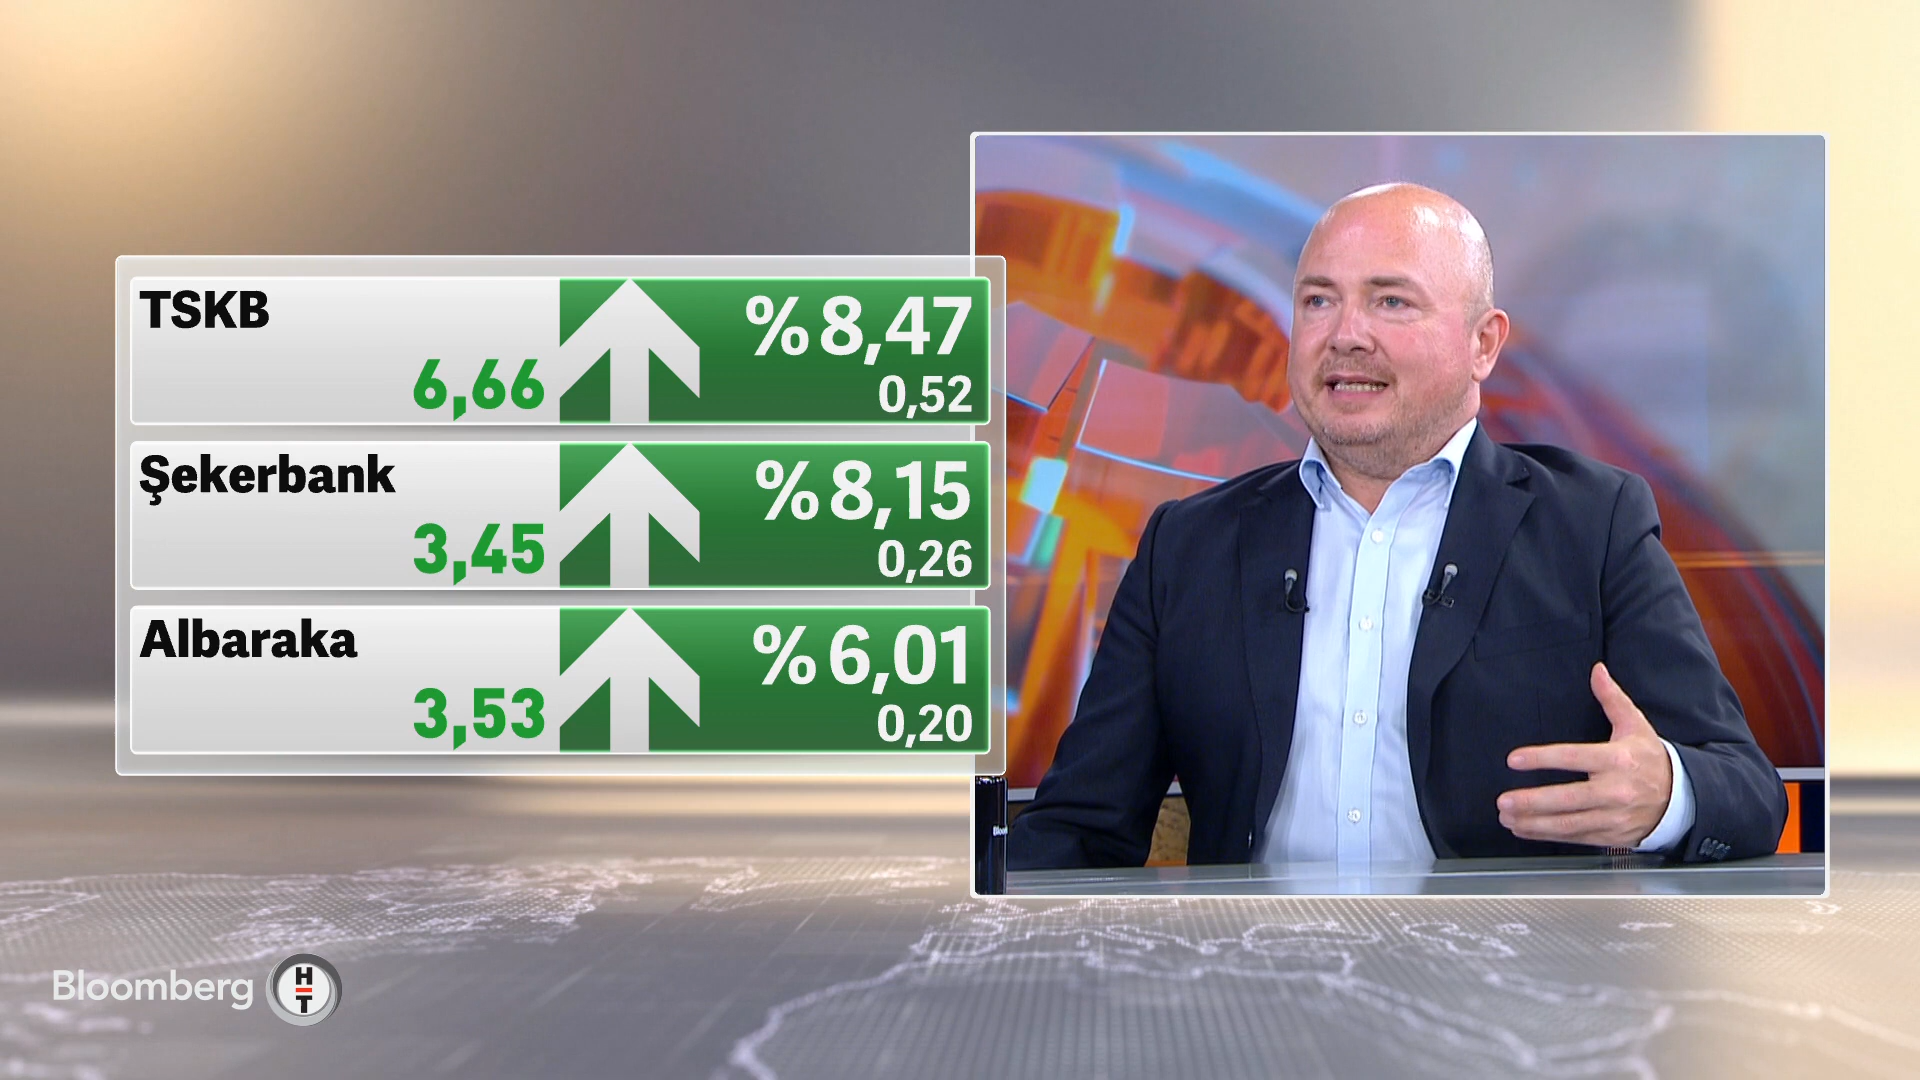 TSKB
6,66
%8,47
0,52
Şekerbank
3,45
%8,15
0,26
Albaraka
3,53
%6,01
0,20
Bloomberg HT